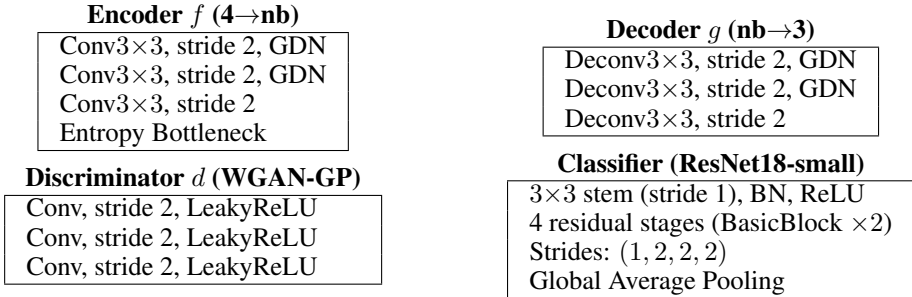 Encoder f (4→nb)
Conv3×3, stride 2, GDN
Conv3×3, stride 2, GDN
Conv3×3, stride 2
Entropy Bottleneck
Decoder g (nb→3)
Deconv3×3, stride 2, GDN
Deconv3×3, stride 2, GDN
Deconv3×3, stride 2
Discriminator d (WGAN-GP)
Conv, stride 2, LeakyReLU
Conv, stride 2, LeakyReLU
Conv, stride 2, LeakyReLU
Classifier (ResNet18-small)
3×3 stem (stride 1), BN, ReLU
4 residual stages (BasicBlock ×2)
Strides: (1, 2, 2, 2)
Global Average Pooling